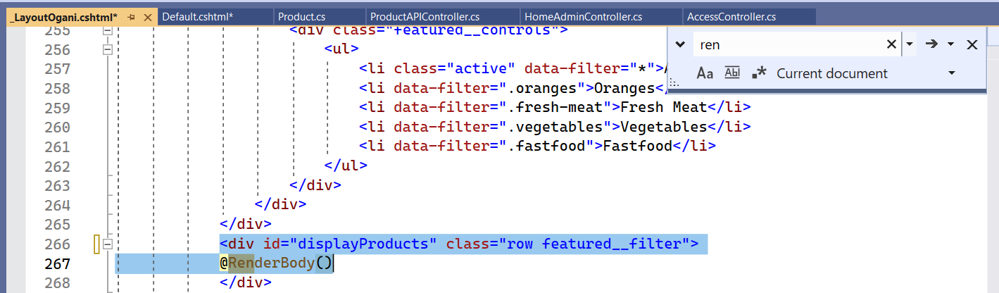 _LayoutOgani.cshtml* Default.cshtml* Product.cs ProductAPIController.cs HomeAdminController.cs AccessController.cs
255 <div class="featured__controls">
256 <ul>
257 <li class="active" data-filter="*">
258 <li data-filter=".oranges">Oranges</
259 <li data-filter=".fresh-meat">Fresh Meat</li>
260 <li data-filter=".vegetables">Vegetables</li>
261 <li data-filter=".fastfood">Fastfood</li>
262 </ul>
263 </div>
264 </div>
265 </div>
266 <div id="displayProducts" class="row featured__filter">
267 @RenderBody()
268 </div>
ren
Aa Abl .* Current document